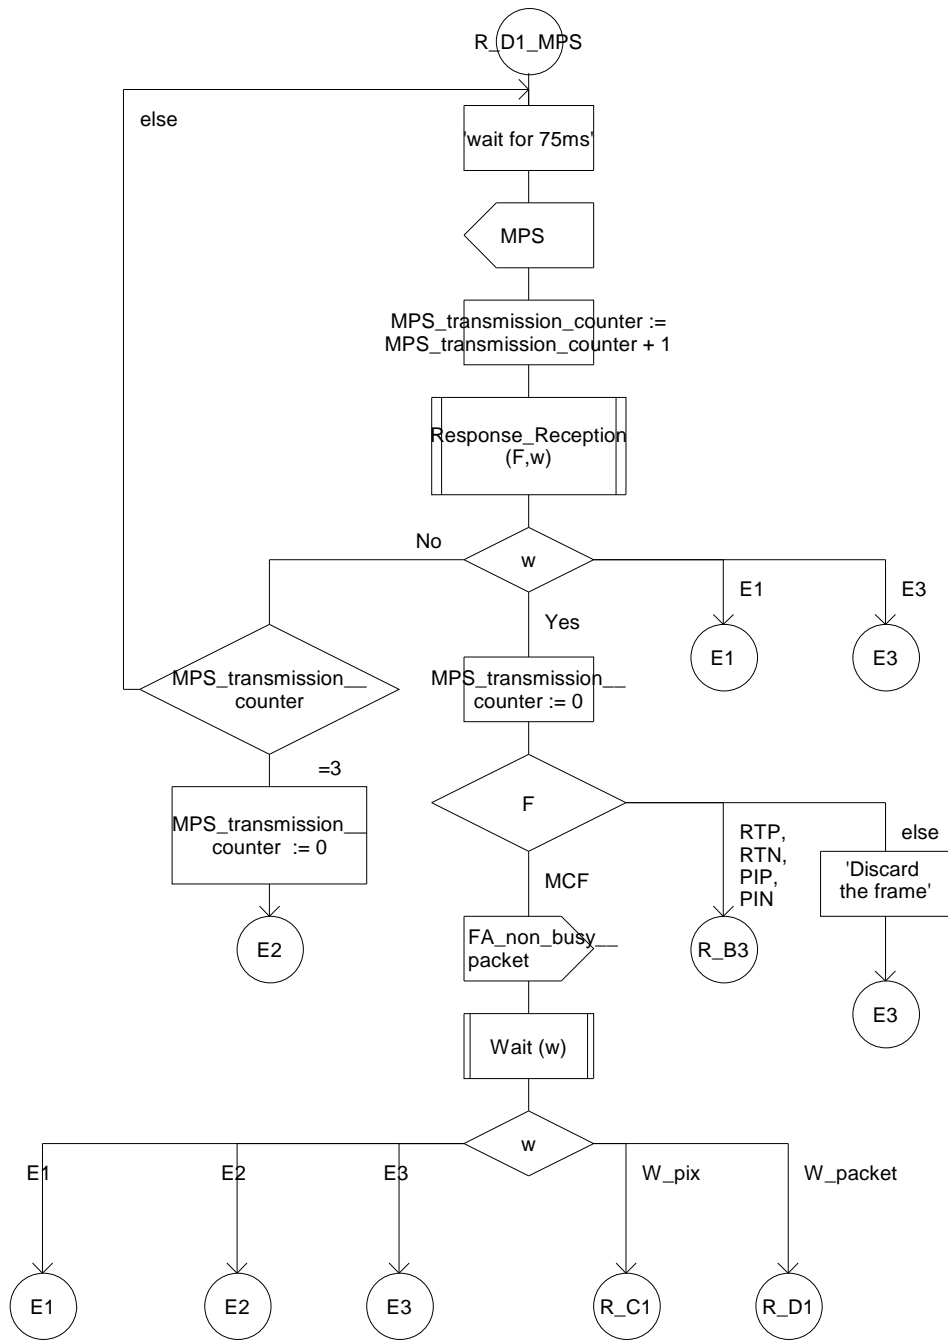 R_D1_MPS
else
'wait for 75ms'
MPS
MPS_transmission_counter :=
MPS_transmission_counter + 1
Response_Reception
(F,w)
No
w
E1
E3
Yes
E1
E3
MPS_transmission__
counter
MPS_transmission__
counter := 0
=3
F
MPS_transmission__
counter := 0
RTP,
RTN,
PIP,
PIN
else
'Discard
the frame'
MCF
E2
FA_non_busy__
packet
R_B3
E3
Wait (w)
w
E1
E2
E3
W_pix
W_packet
E1
E2
E3
R_C1
R_D1